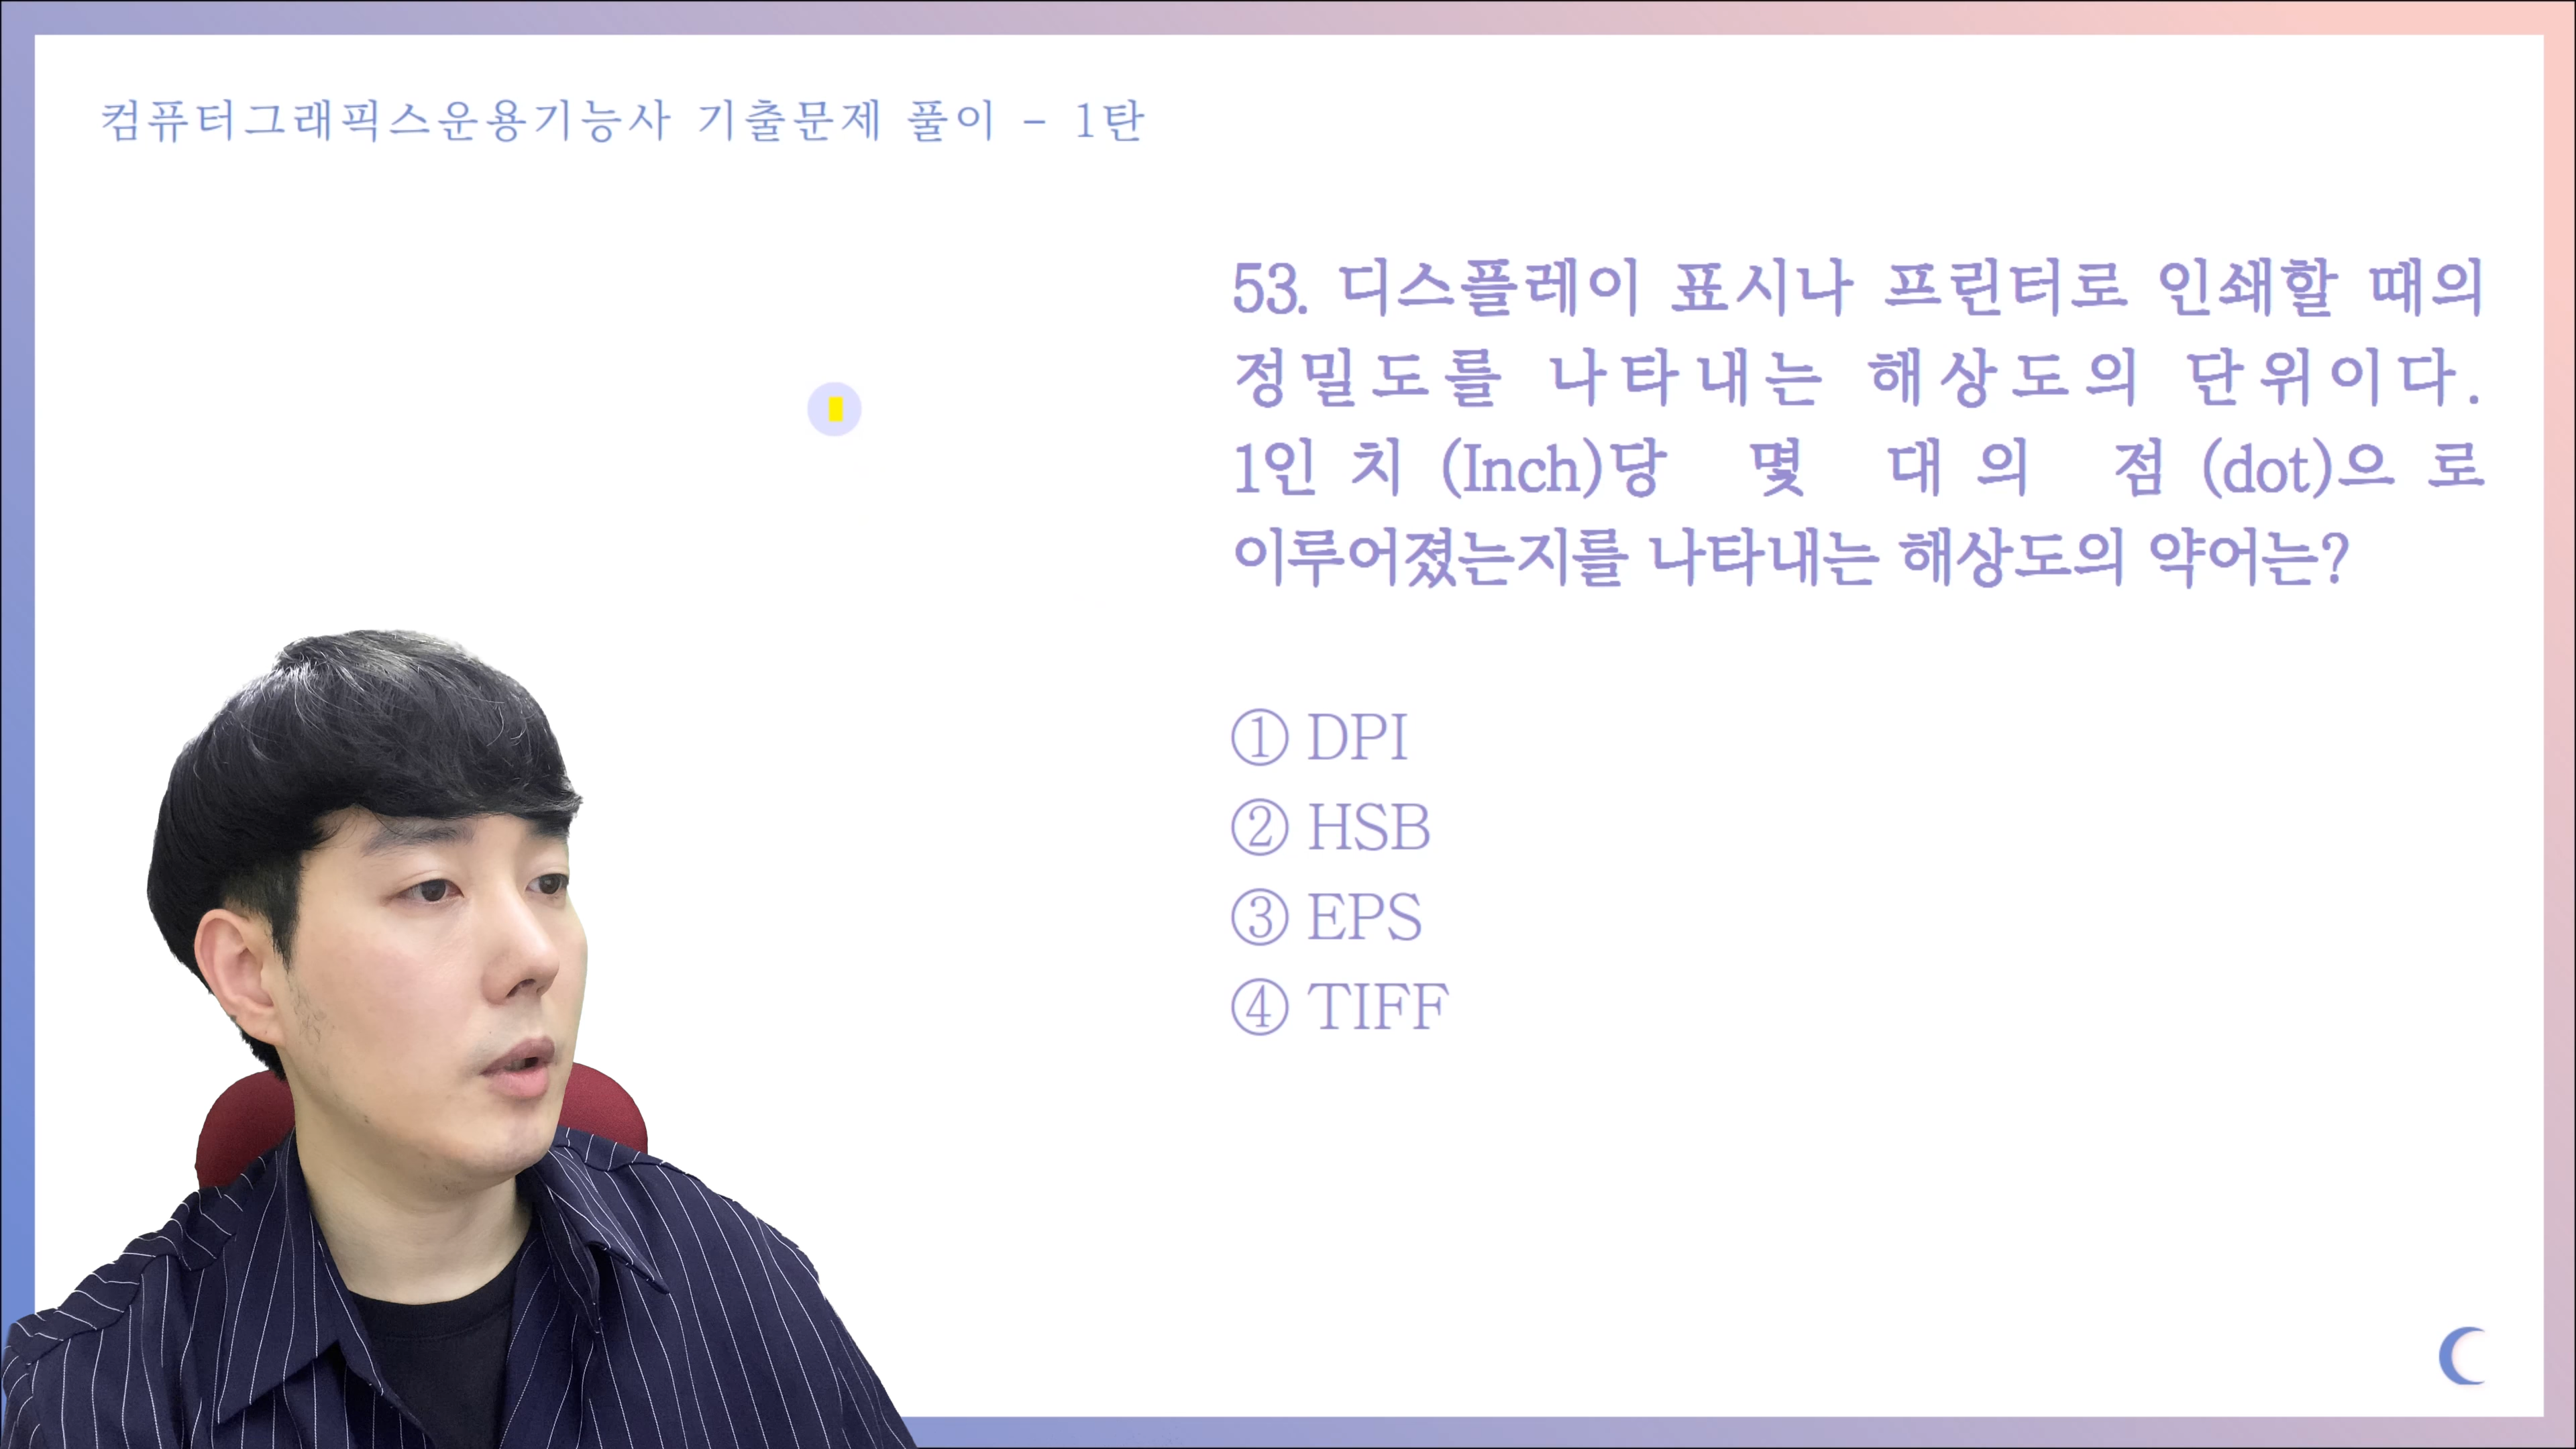 컴퓨터그래픽스운용기능사 기출문제 풀이 - 1탄
53. 디스플레이 표시나 프린터로 인쇄할 때의
정밀도를 나타내는 해상도의 단위이다.
1인치(Inch)당 몇 대의 점(dot)으로
이루어졌는지를 나타내는 해상도의 약어는?
① DPI
② HSB
③ EPS
④ TIFF